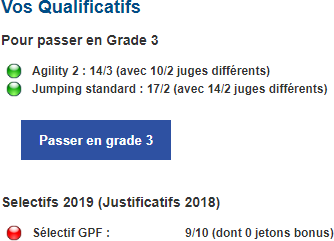 Vos Qualificatifs
Pour passer en Grade 3
Agility 2 : 14/3 (avec 10/2 juges différents)
Jumping standard : 17/2 (avec 14/2 juges différents)
Passer en grade 3
Selectifs 2019 (Justificatifs 2018)
Sélectif GPF : 9/10 (dont 0 jetons bonus)